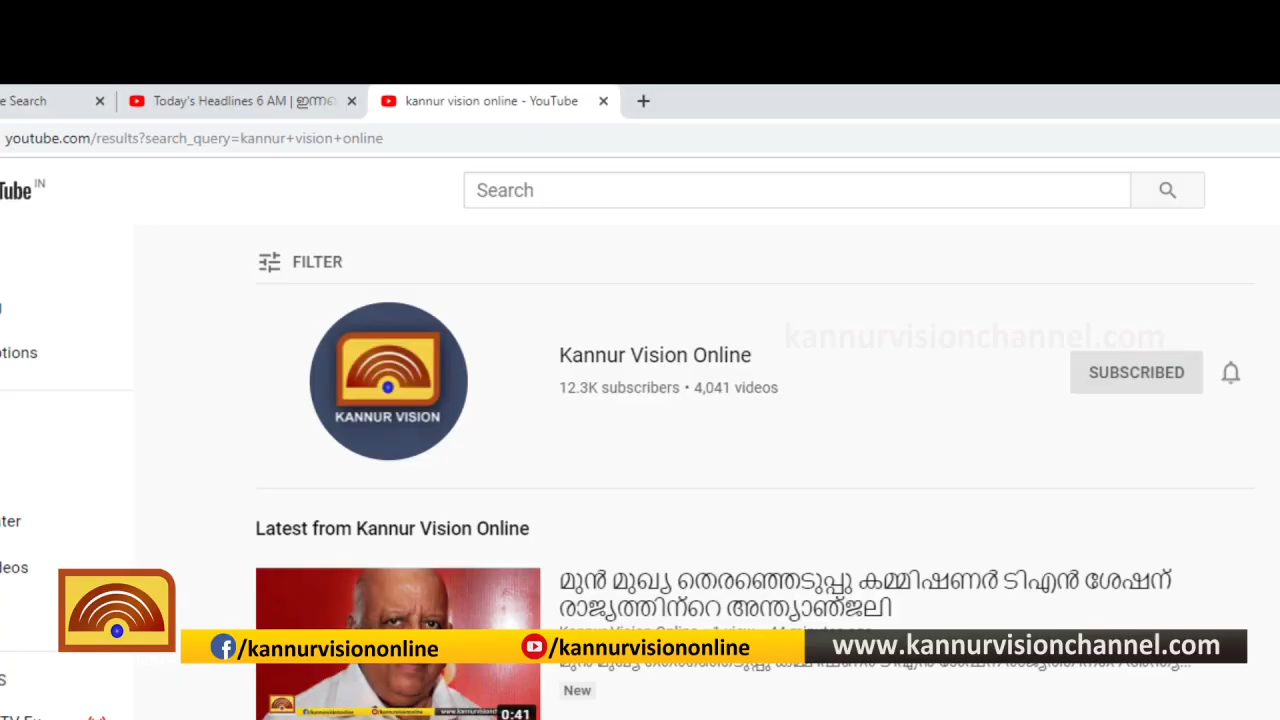 e Search
Today's Headlines 6 AM | ഇന്നത്
kannur vision online - YouTube
youtube.com/results?search_query=kannur+vision+online
Tube IN
Search
FILTER
kannurvisionchannel.com
KANNUR VISION
Kannur Vision Online
12.3K subscribers • 4,041 videos
SUBSCRIBED
ptions
Latest from Kannur Vision Online
ter
eos
മുൻ മുഖ്യ തെരഞ്ഞെടുപ്പു കമ്മിഷണർ ടിഎൻ ശേഷന്
രാജ്യത്തിന്റെ അന്ത്യാഞ്ജലി
/kannurvisiononline
/kannurvisiononline
www.kannurvisionchannel.com
New
0:41